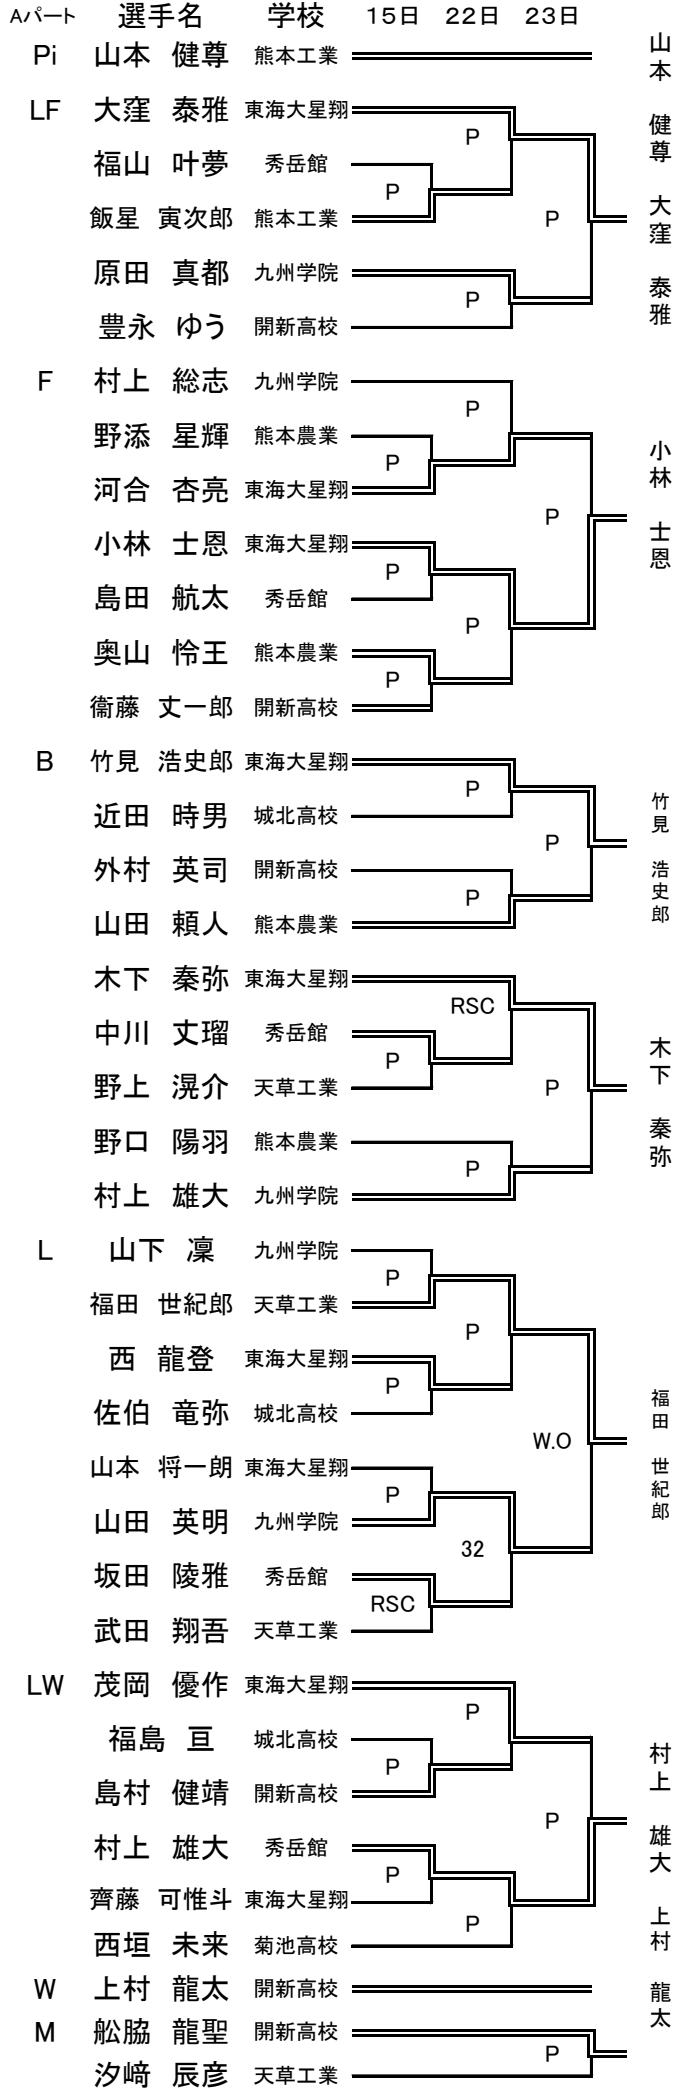 Aパート 選手名 学校 15日 22日 23日
Pi 山本 健尊 熊本工業
山本 健尊
LF 大窪 泰雅 東海大星翔
P
福山 叶夢 秀岳館
P
飯星 寅次郎 熊本工業
P
大窪 泰雅
原田 真都 九州学院
P
豊永 ゆう 開新高校
F 村上 総志 九州学院
P
野添 星輝 熊本農業
P
河合 杏亮 東海大星翔
P
小林 士恩
小林 士恩 東海大星翔
P
島田 航太 秀岳館
P
奥山 怜王 熊本農業
P
衞藤 丈一郎 開新高校
B 竹見 浩史郎 東海大星翔
P
近田 時男 城北高校
P
竹見 浩史郎
外村 英司 開新高校
P
山田 頼人 熊本農業
木下 秦弥 東海大星翔
RSC
中川 丈瑠 秀岳館
P
野上 滉介 天草工業
P
木下 秦弥
野口 陽羽 熊本農業
P
村上 雄大 九州学院
L 山下 凜 九州学院
P
福田 世紀郎 天草工業
P
西 龍登 東海大星翔
P
佐伯 竜弥 城北高校
W.O
福田 世紀郎
山本 将一朗 東海大星翔
P
山田 英明 九州学院
32
坂田 陵雅 秀岳館
RSC
武田 翔吾 天草工業
LW 茂岡 優作 東海大星翔
P
福島 亘 城北高校
P
島村 健靖 開新高校
P
村上 雄大
村上 雄大 秀岳館
P
齊藤 可惟斗 東海大星翔
P
西垣 未来 菊池高校
W 上村 龍太 開新高校
上村 龍太
M 舩脇 龍聖 開新高校
P
汐﨑 辰彦 天草工業